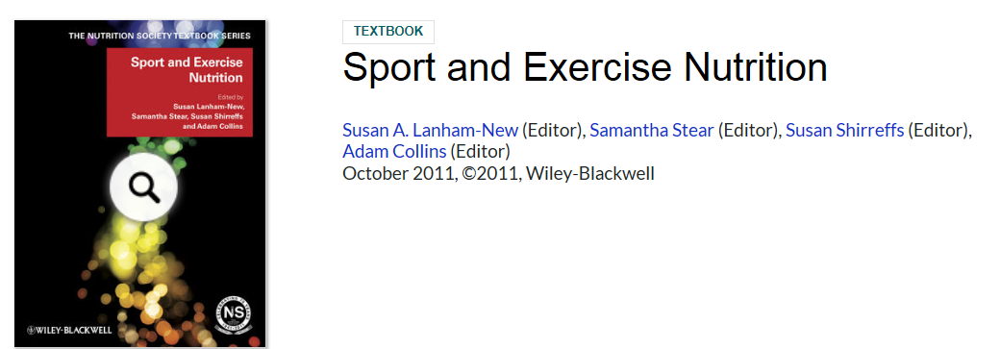 THE NUTRITION SOCIETY TEXTBOOK SERIES
Sport and Exercise
Nutrition
Edited by
Susan Lanham-New,
Samantha Stear, Susan Shirreffs
and Adam Collins
NS
WILEY-BLACKWELL
TEXTBOOK
Sport and Exercise Nutrition
Susan A. Lanham-New (Editor), Samantha Stear (Editor), Susan Shirreffs (Editor),
Adam Collins (Editor)
October 2011, ©2011, Wiley-Blackwell